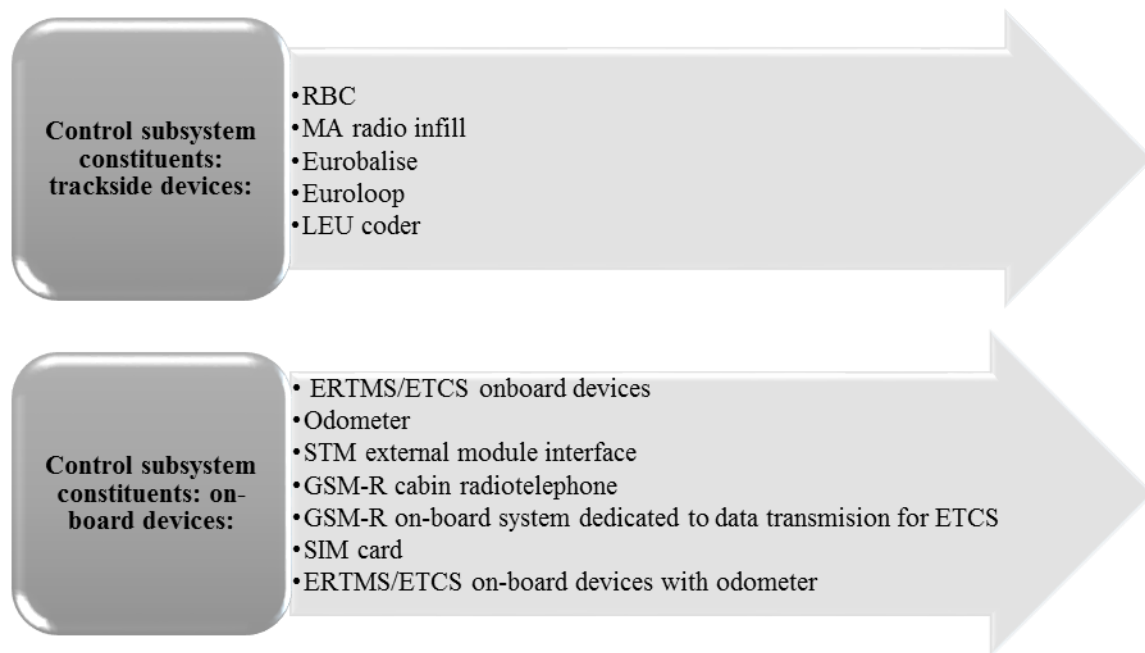 Control subsystem
constituents:
trackside devices:
•RBC
•MA radio infill
•Eurobalise
•Euroloop
•LEU coder
Control subsystem
constituents: on-
board devices:
• ERTMS/ETCS onboard devices
•Odometer
•STM external module interface
•GSM-R cabin radiotelephone
•GSM-R on-board system dedicated to data transmision for ETCS
•SIM card
•ERTMS/ETCS on-board devices with odometer